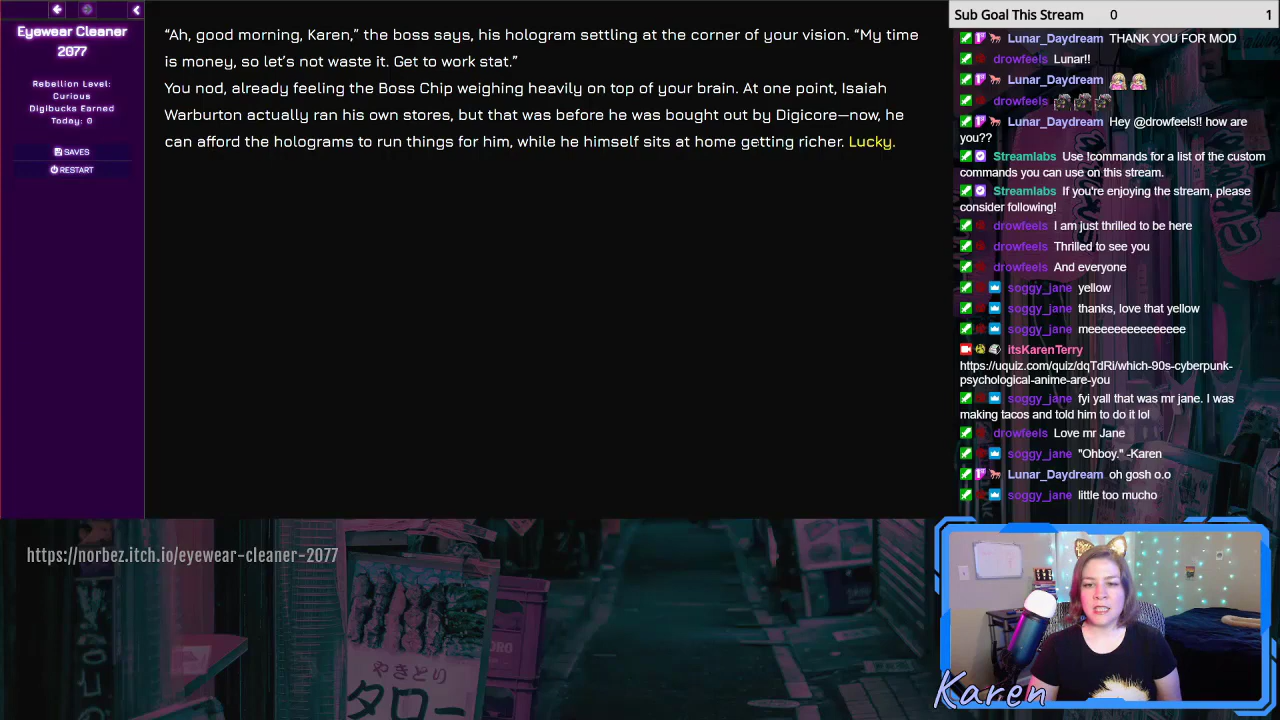 Eyewear Cleaner
2077
Rebellion Level:
Curious
Digibucks Earned
Today: 0
SAVES
RESTART
“Ah, good morning, Karen,” the boss says, his hologram settling at the corner of your vision. “My time
is money, so let’s not waste it. Get to work stat.”
You nod, already feeling the Boss Chip weighing heavily on top of your brain. At one point, Isaiah
Warburton actually ran his own stores, but that was before he was bought out by Digicore—now, he
can afford the holograms to run things for him, while he himself sits at home getting richer. Lucky.
https://norbez.itch.io/eyewear-cleaner-2077
やきとり
タワー
Sub Goal This Stream 0 1
Lunar_Daydream THANK YOU FOR MOD
drowfeels Lunar!!
Lunar_Daydream
drowfeels
Lunar_Daydream Hey @drowfeels!! how are
you??
Streamlabs Use !commands for a list of the custom
commands you can use on this stream.
Streamlabs If you're enjoying the stream, please
consider following!
drowfeels I am just thrilled to be here
drowfeels Thrilled to see you
drowfeels And everyone
soggy_jane yellow
soggy_jane thanks, love that yellow
soggy_jane meeeeeeeeeeeeeee
itsKarenTerry
https://uquiz.com/quiz/dqTdRi/which-90s-cyberpunk-
psychological-anime-are-you
soggy_jane fyi yall that was mr jane. I was
making tacos and told him to do it lol
drowfeels Love mr Jane
soggy_jane "Ohboy." -Karen
Lunar_Daydream oh gosh o.o
soggy_jane little too mucho
Karen